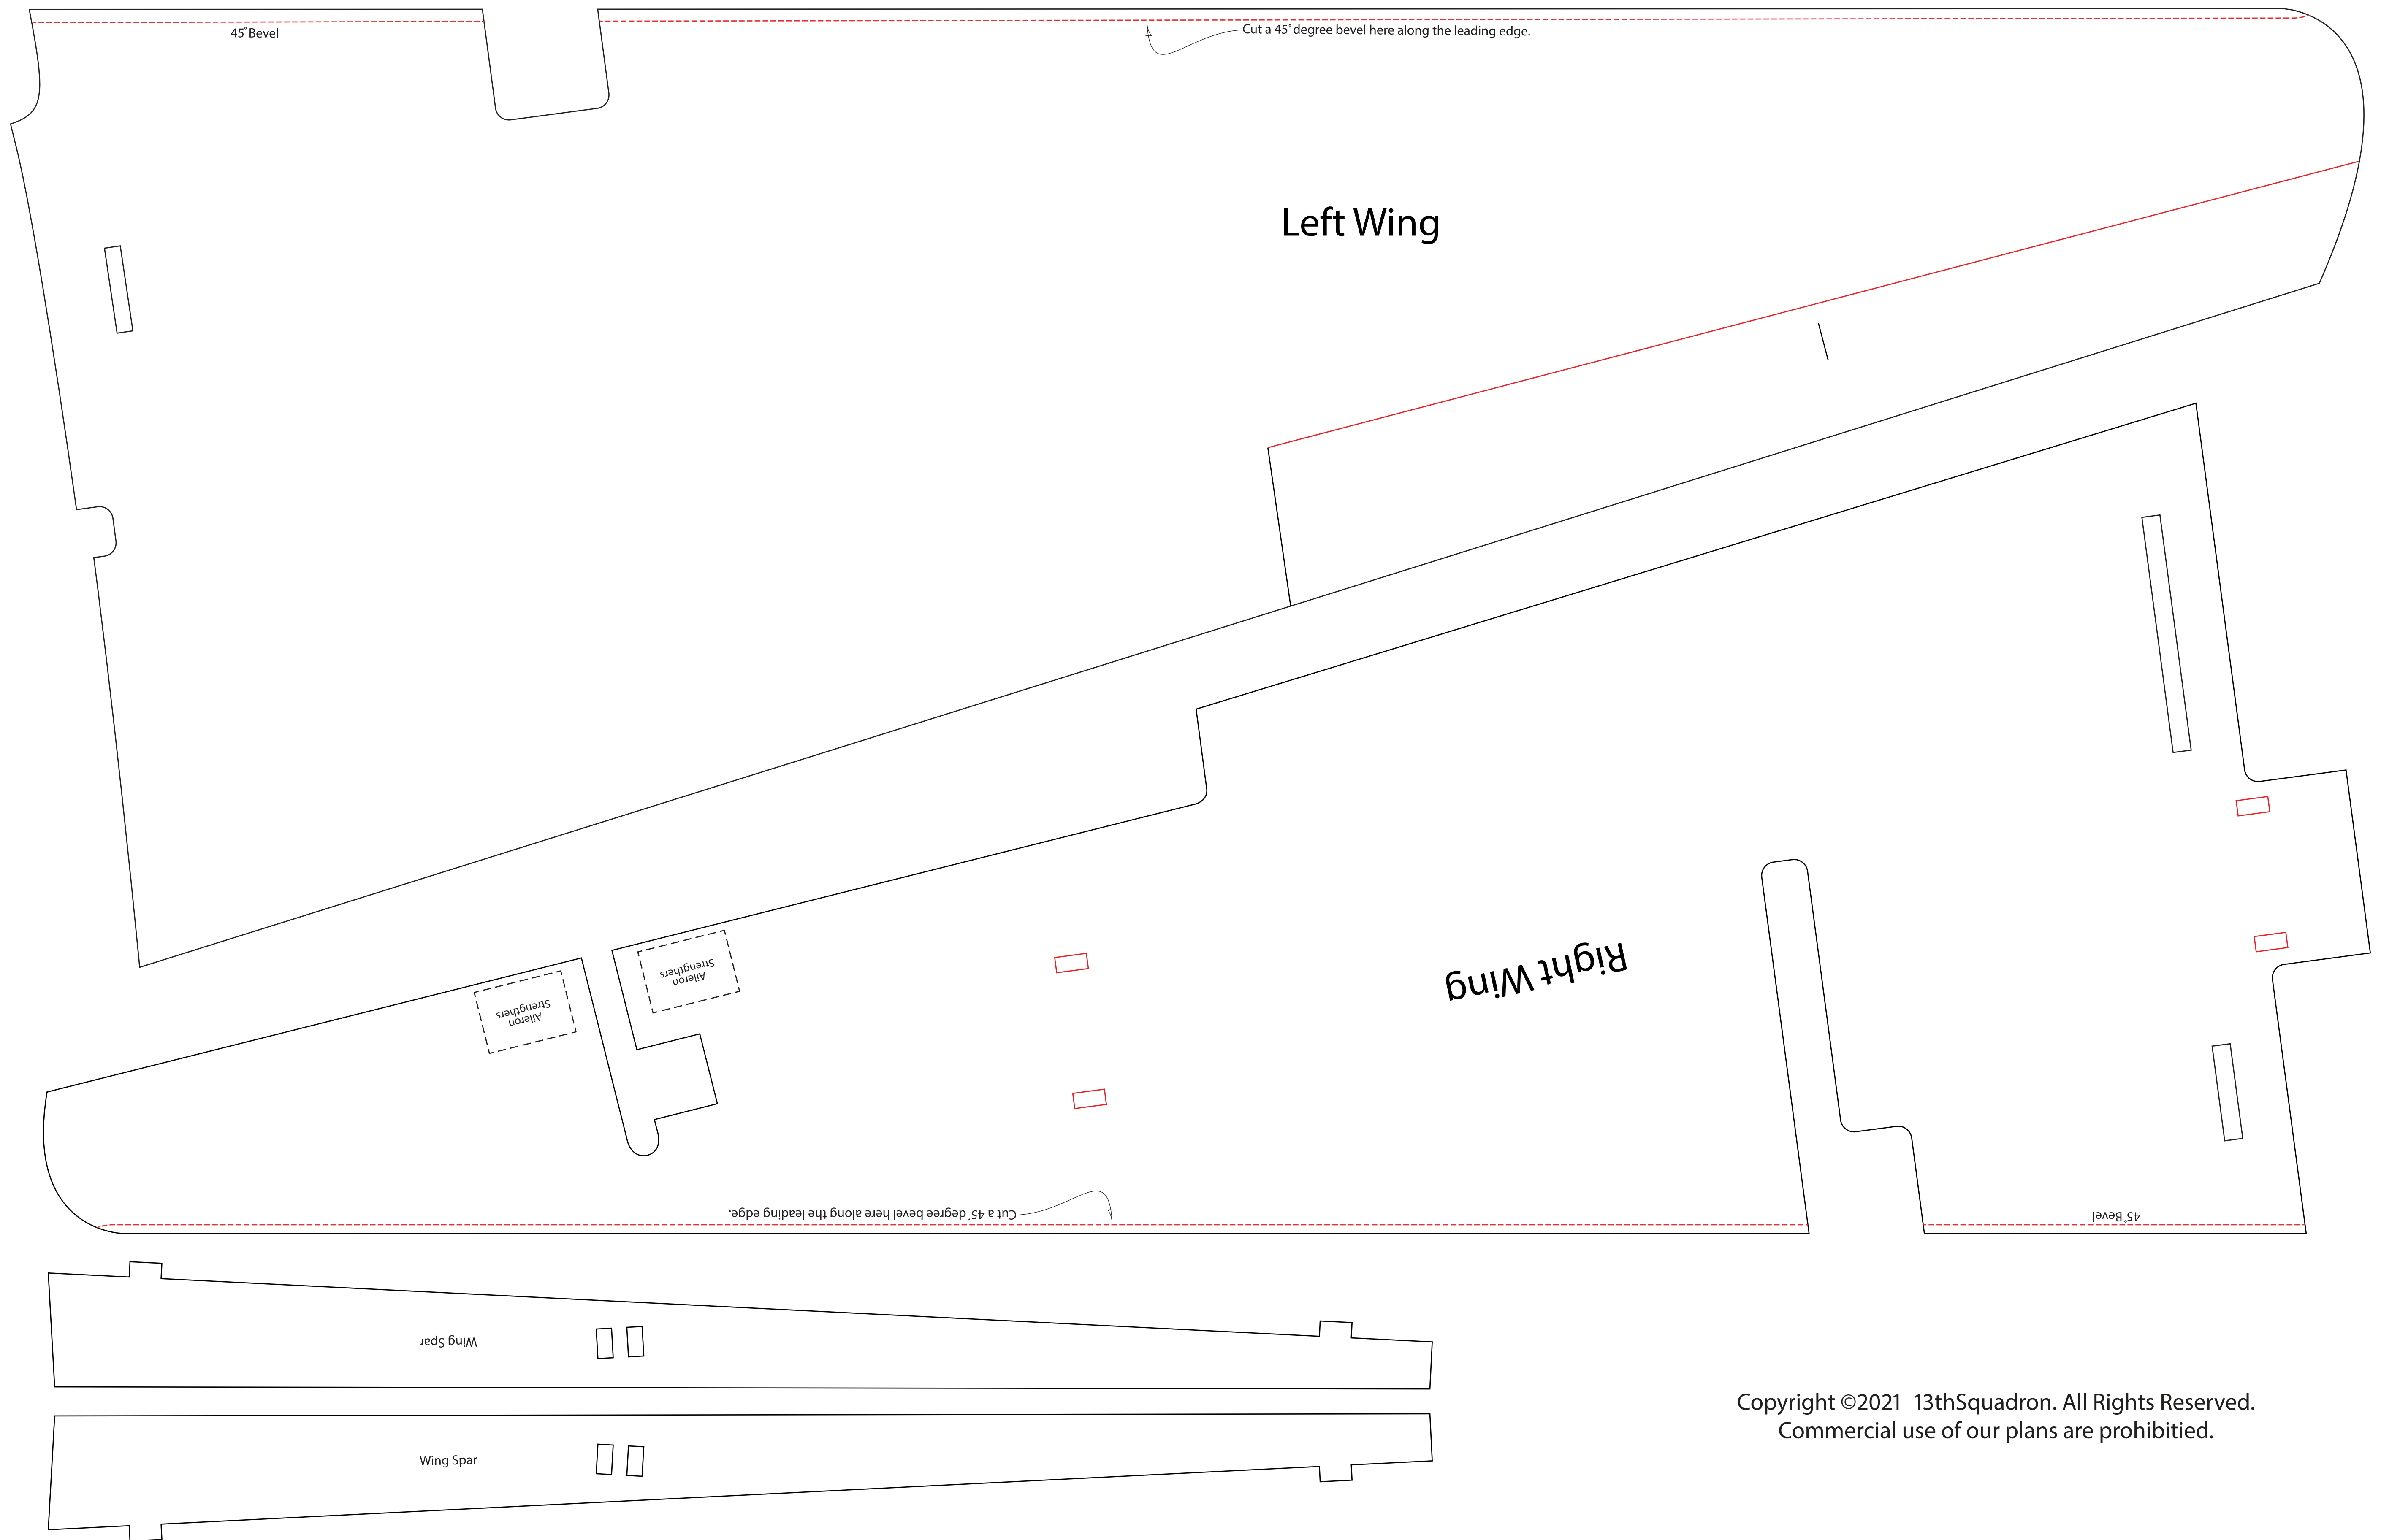 45° Bevel
Cut a 45° degree bevel here along the leading edge.
Left Wing
Aileron
Strengthers
Aileron
Strengthers
Right Wing
Cut a 45° degree bevel here along the leading edge.
45° Bevel
Wing Spar
Wing Spar
Copyright ©2021 13thSquadron. All Rights Reserved.
Commercial use of our plans are prohibitied.